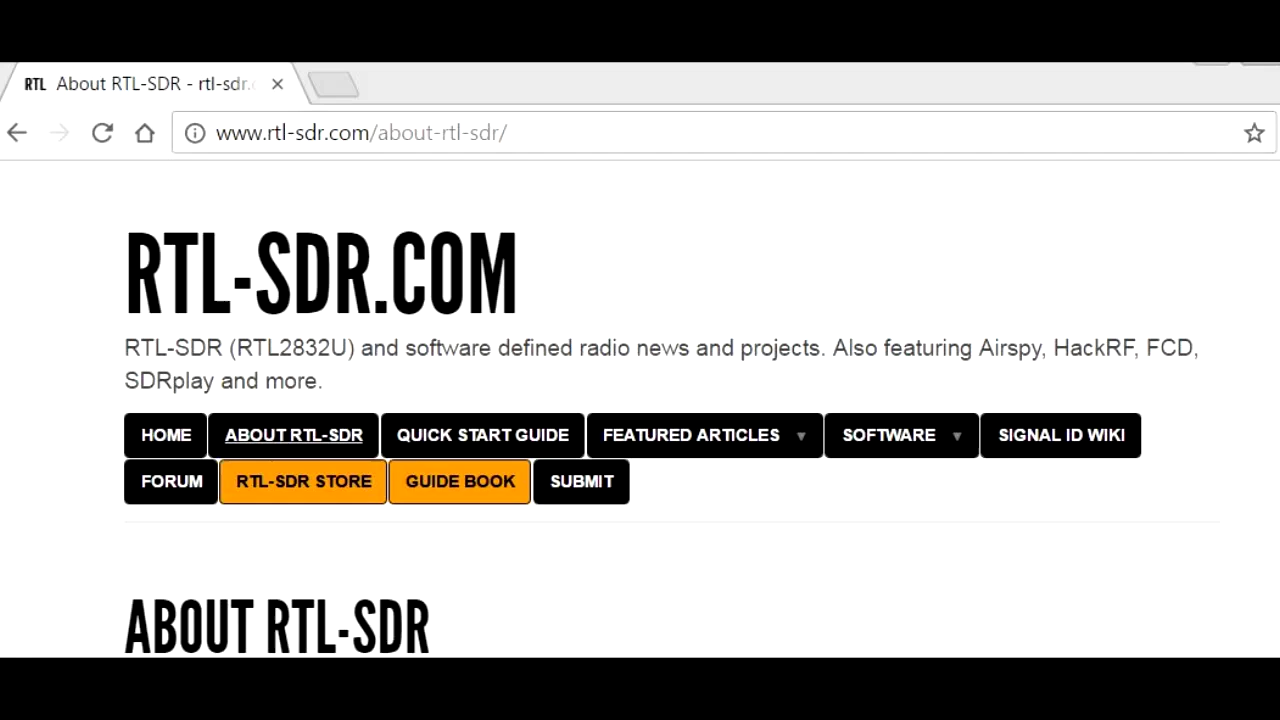 RTL About RTL-SDR - rtl-sdr.
www.rtl-sdr.com/about-rtl-sdr/
RTL-SDR.COM
RTL-SDR (RTL2832U) and software defined radio news and projects. Also featuring Airspy, HackRF, FCD,
SDRplay and more.
HOME ABOUT RTL-SDR QUICK START GUIDE FEATURED ARTICLES SOFTWARE SIGNAL ID WIKI
FORUM RTL-SDR STORE GUIDE BOOK SUBMIT
ABOUT RTL-SDR